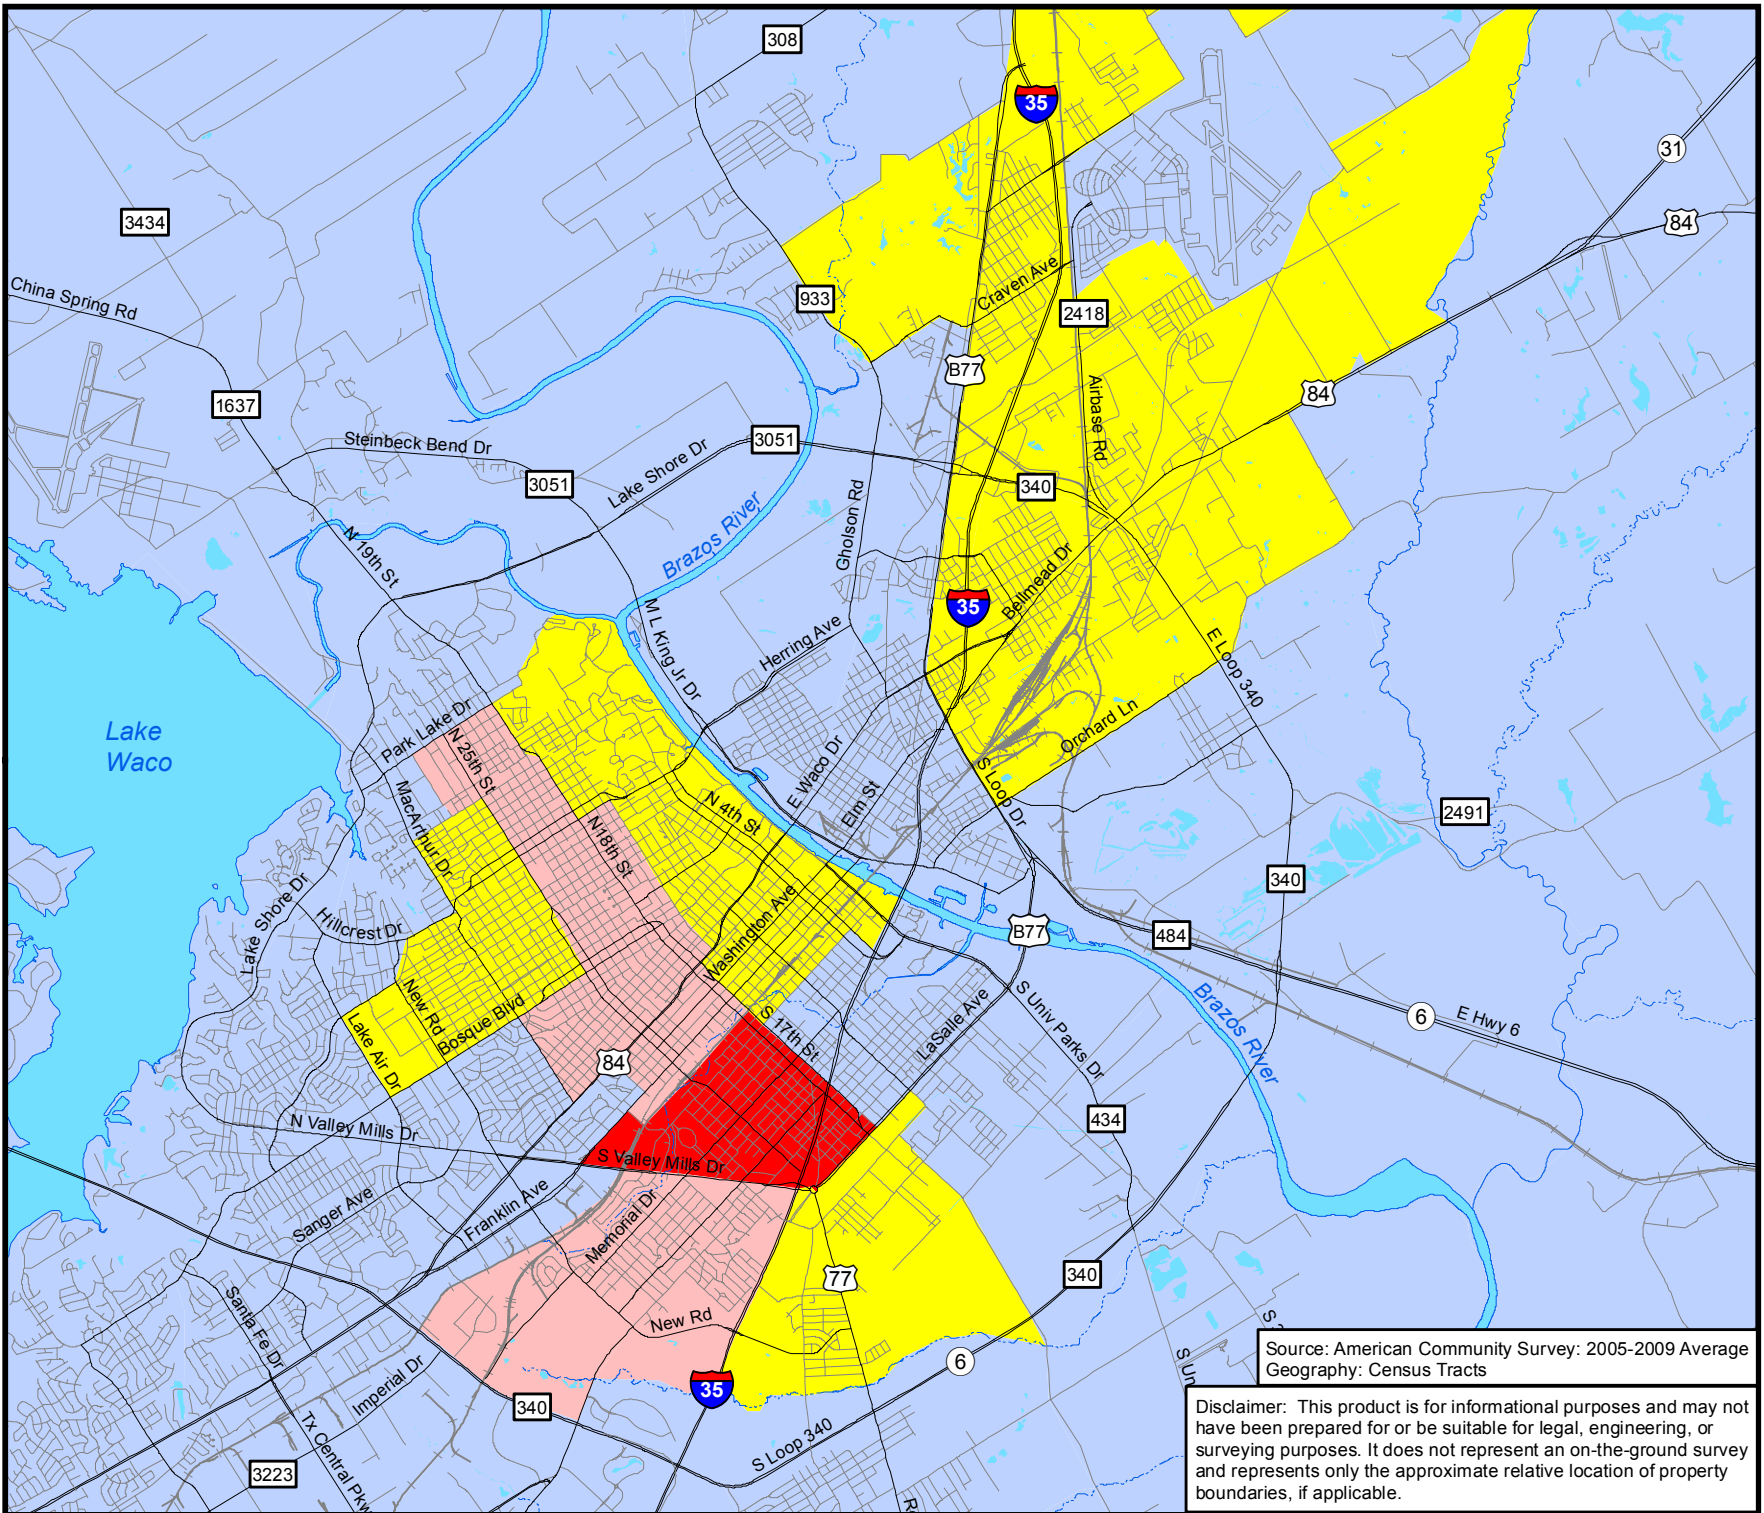 308
35
31
3434
84
China Spring Rd
933
Craven Ave
2418
B77
Airbase Rd
84
1637
Steinbeck Bend Dr
3051
Lake Shore Dr
3051
340
Gholson Rd
Brazos River
N 19th St
35
Bellmead Dr
M L King Jr Dr
Herring Ave
E Loop 340
Lake
Waco
Park Lake Dr
N 25th St
Orchard Ln
S Loop Dr
MacArthur Dr
E Waco Dr
Elm St
N 4th St
N18th St
2491
340
Lake Shore Dr
Hillcrest Dr
Washington Ave
B77
484
New Rd
Bosque Blvd
Lake Air Dr
S 17th St
LaSalle Ave
S Univ Parks Dr
Brazos River
6
E Hwy 6
84
434
N Valley Mills Dr
S Valley Mills Dr
Sanger Ave
Franklin Ave
Memorial Dr
77
340
Santa Fe Dr
New Rd
Imperial Dr
6
35
340
S Loop 340
3223
Tx Central Pkwy
S Un
Source: American Community Survey: 2005-2009 Average
Geography: Census Tracts
Disclaimer: This product is for informational purposes and may not
have been prepared for or be suitable for legal, engineering, or
surveying purposes. It does not represent an on-the-ground survey
and represents only the approximate relative location of property
boundaries, if applicable.